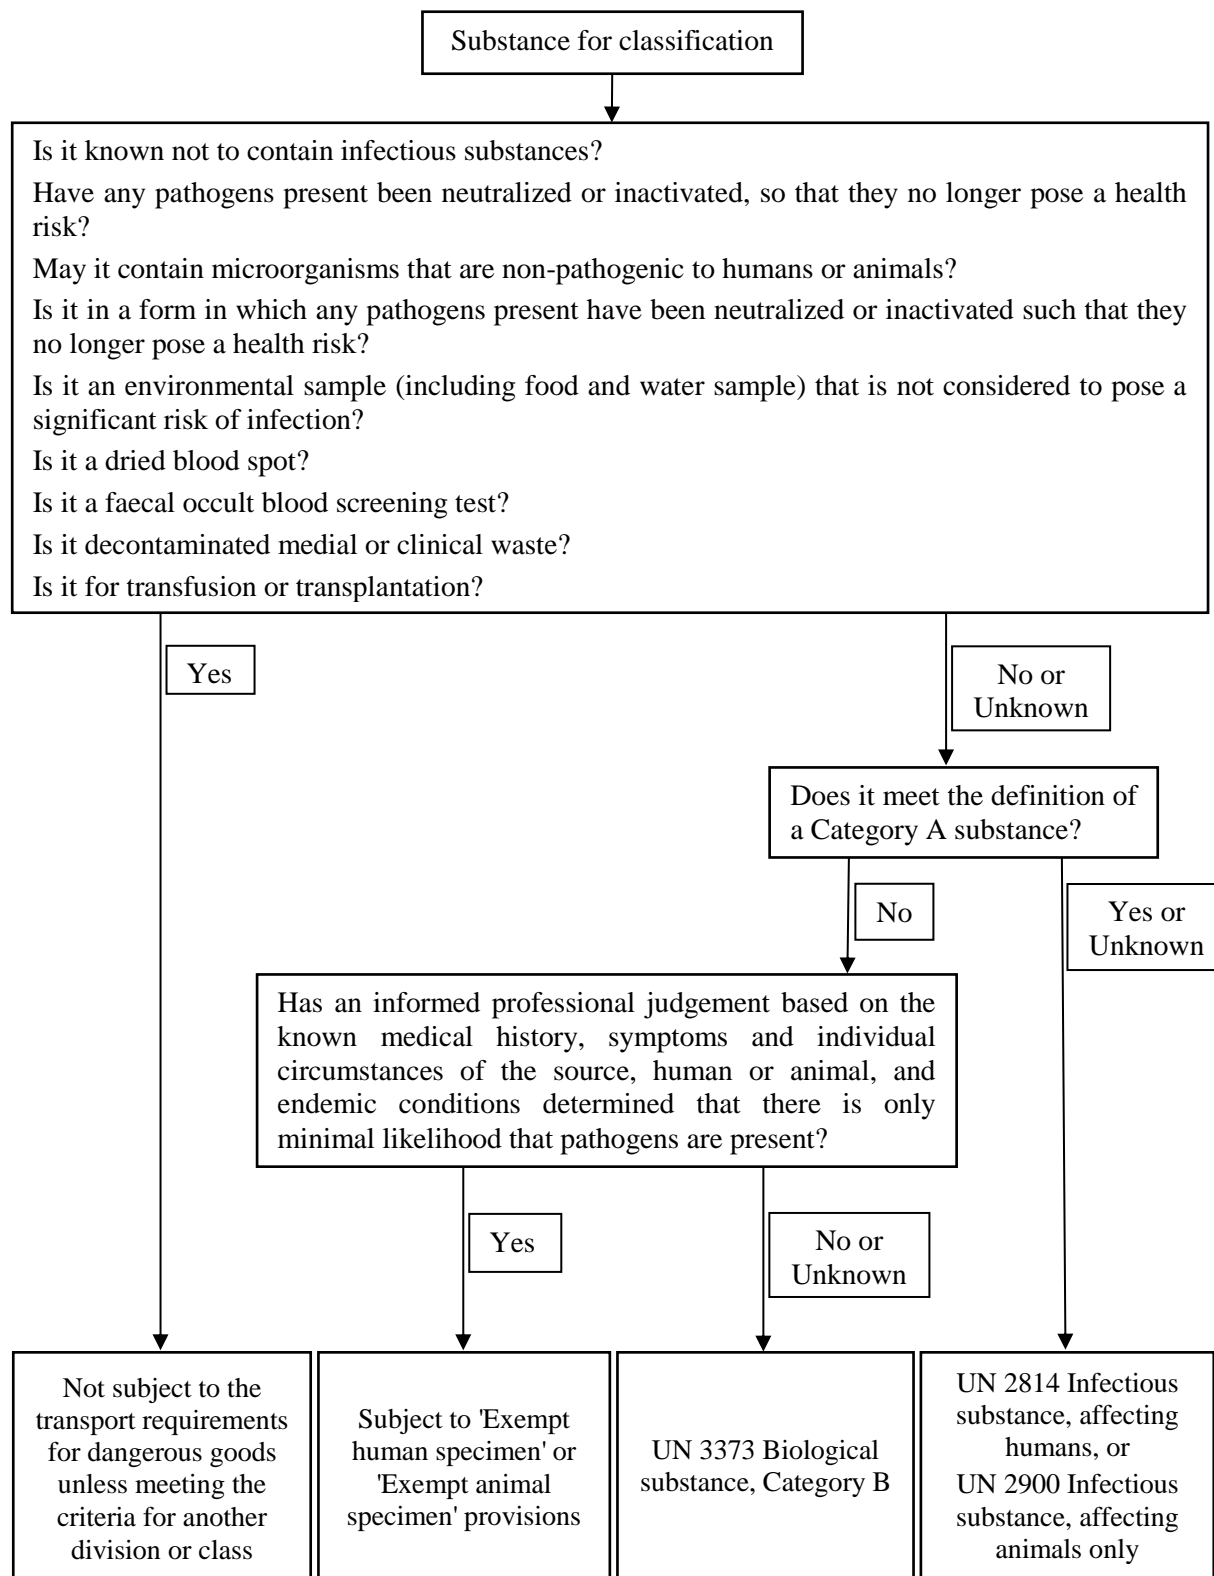 Substance for classification
Is it known not to contain infectious substances?
Have any pathogens present been neutralized or inactivated, so that they no longer pose a health
risk?
May it contain microorganisms that are non-pathogenic to humans or animals?
Is it in a form in which any pathogens present have been neutralized or inactivated such that they
no longer pose a health risk?
Is it an environmental sample (including food and water sample) that is not considered to pose a
significant risk of infection?
Is it a dried blood spot?
Is it a faecal occult blood screening test?
Is it decontaminated medial or clinical waste?
Is it for transfusion or transplantation?
Yes
No or
Unknown
Does it meet the definition of
a Category A substance?
No
Yes or
Unknown
Has an informed professional judgement based on the
known medical history, symptoms and individual
circumstances of the source, human or animal, and
endemic conditions determined that there is only
minimal likelihood that pathogens are present?
Yes
No or
Unknown
Not subject to the
transport requirements
for dangerous goods
unless meeting the
criteria for another
division or class
Subject to 'Exempt
human specimen' or
'Exempt animal
specimen' provisions
UN 3373 Biological
substance, Category B
UN 2814 Infectious
substance, affecting
humans, or
UN 2900 Infectious
substance, affecting
animals only